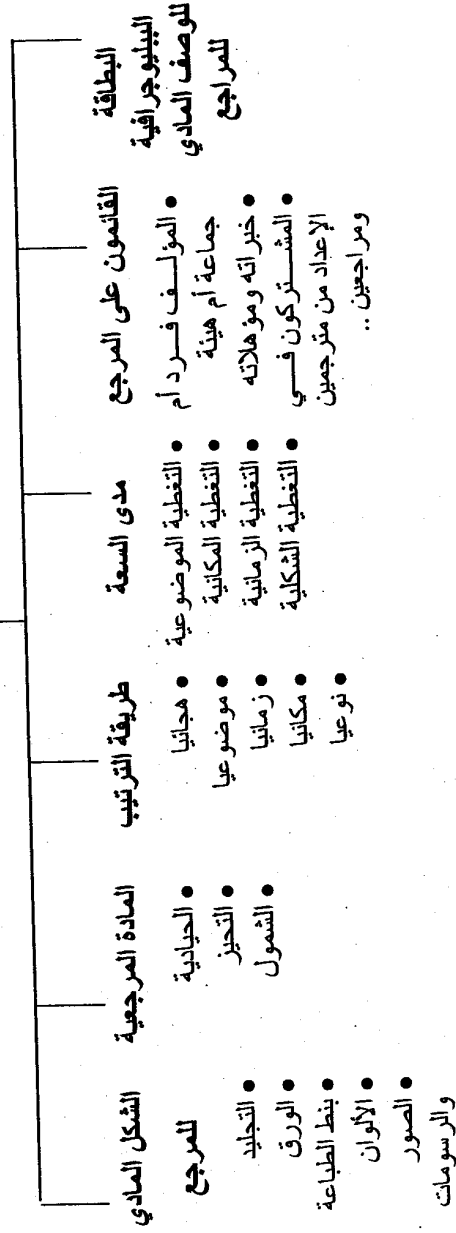 البطاقة
الببليوجرافية
للوصف المادي
للمراجع
القائمون على المرجع
● المؤلف فرد أم
جماعة أم هيئة
● خبراته ومؤهلاته
● المشتركون في
الإعداد من مترجمين
ومراجعين ..
مدى السعة
● التغطية الموضوعية
● التغطية المكانية
● التغطية الزمانية
● التغطية الشكلية
طريقة الترتيب
● هجائيا
● موضوعيا
● زمانيا
● مكانيا
● نوعيا
المادة المرجعية
● الحيادية
● التحيز
● الشمول
الشكل المادي
للمرجع
● التجليد
● الورق
● بنط الطباعة
● الألوان
● الصور
والرسومات